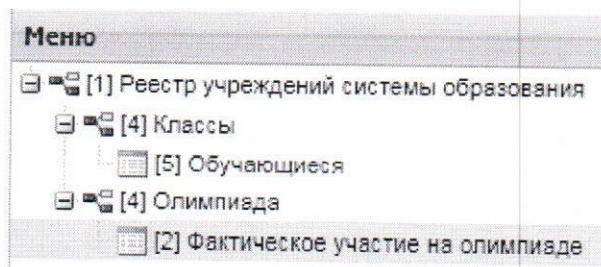 Меню
[1] Реестр учреждений системы образования
[4] Классы
[5] Обучающиеся
[4] Олимпиада
[2] Фактическое участие на олимпиаде